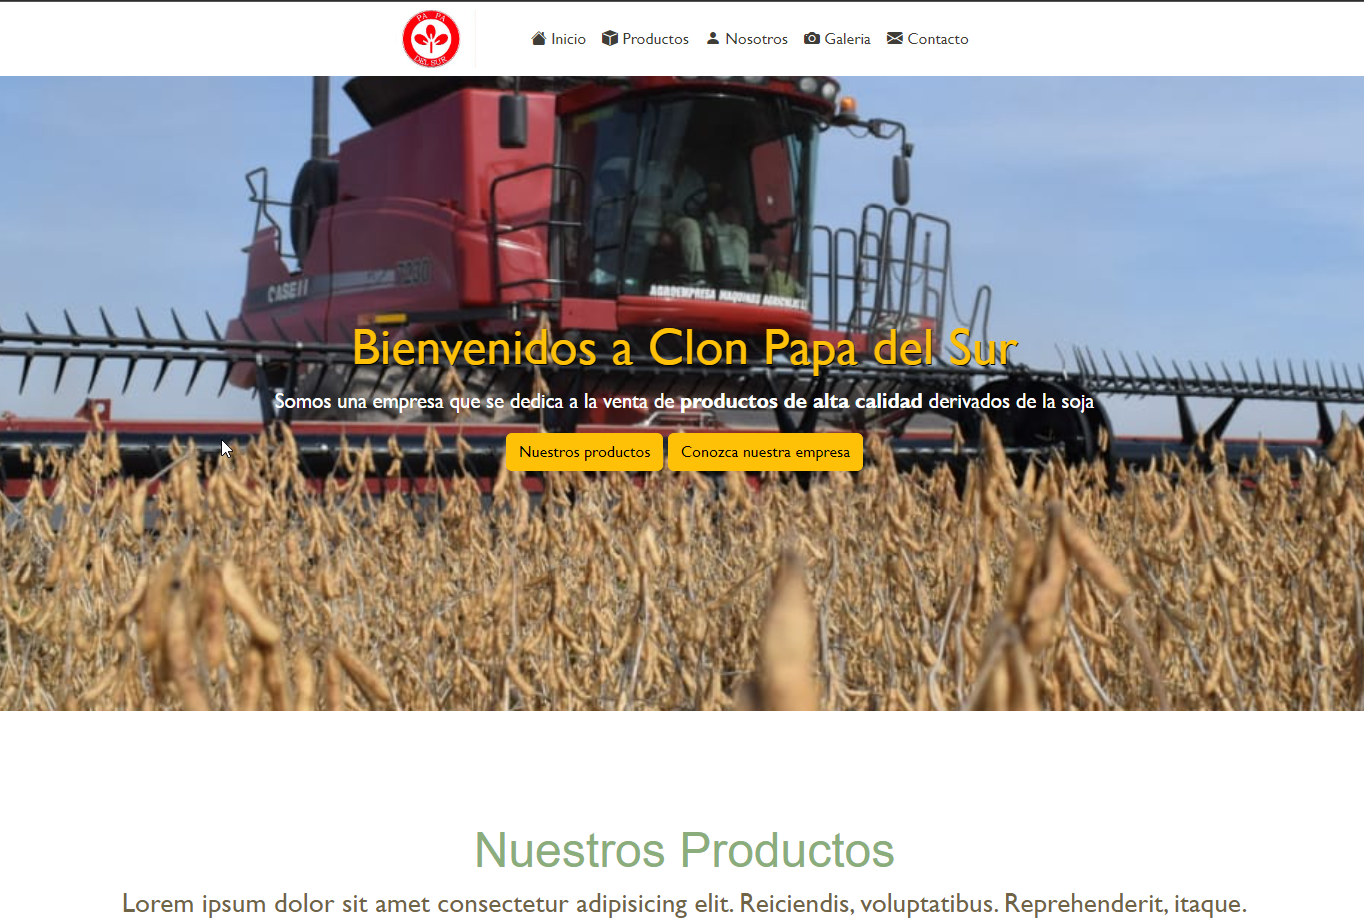 PA PA
DEL SUR
Inicio Productos Nosotros Galeria Contacto
CASE III
7230
AGROEMPRESA MAQUINAS AGRICOLAS
Bienvenidos a Clon Papa del Sur
Somos una empresa que se dedica a la venta de productos de alta calidad derivados de la soja
Nuestros productos Conozca nuestra empresa
Nuestros Productos
Lorem ipsum dolor sit amet consectetur adipisicing elit. Reiciendis, voluptatibus. Reprehenderit, itaque.